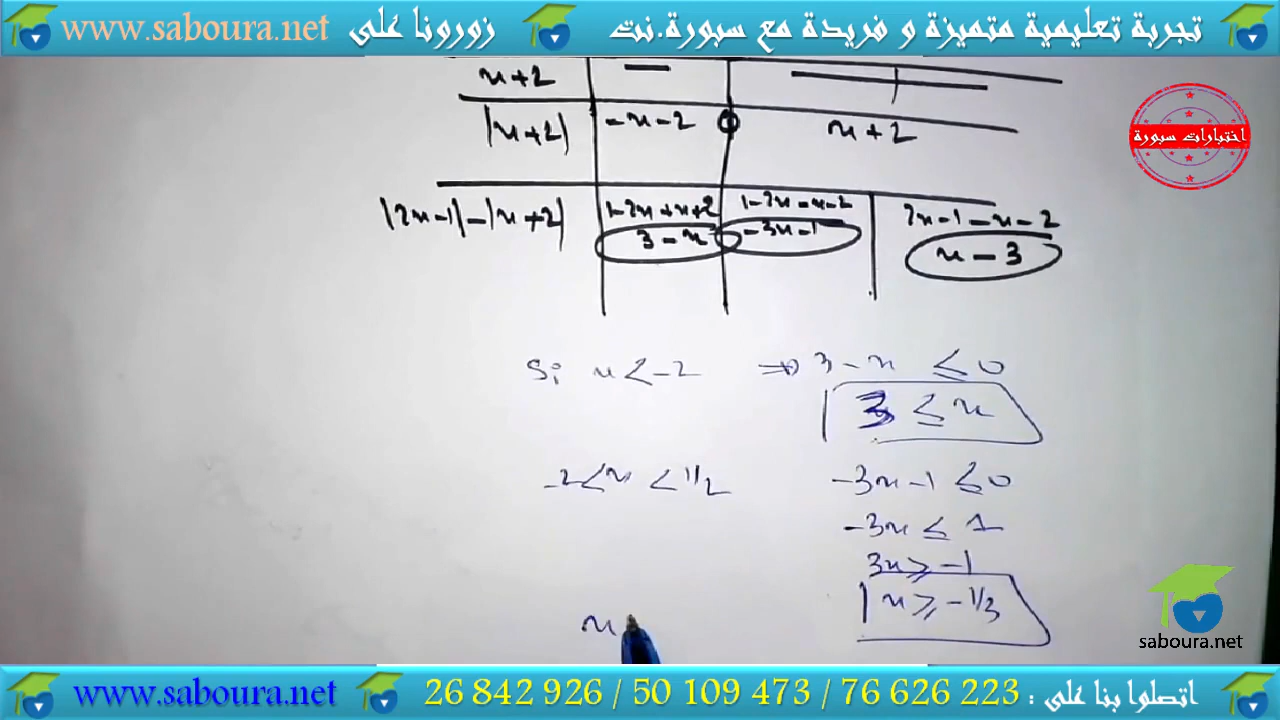 تجربة تعليمية متميزة و فريدة مع سبورة.نت زورونا على www.saboura.net
x+2 —
|x+2| -x-2 0 x+2
اختبارات سبورة
|2x-1|-|x+2| 1-2x+x+2 1-2x-x-2 2x-1-x-2
3-x -3x-1 x-3
Si x<-2 ⇒ 3-x ≤0
3 ≤ x
-2<x<1/2 -3x-1 ≤0
-3x ≤ 1
3x ≥ -1
x ≥ -1/3
x
saboura.net
اتصلوا بنا على : 223 626 76 / 473 109 50 / 926 842 26 www.saboura.net